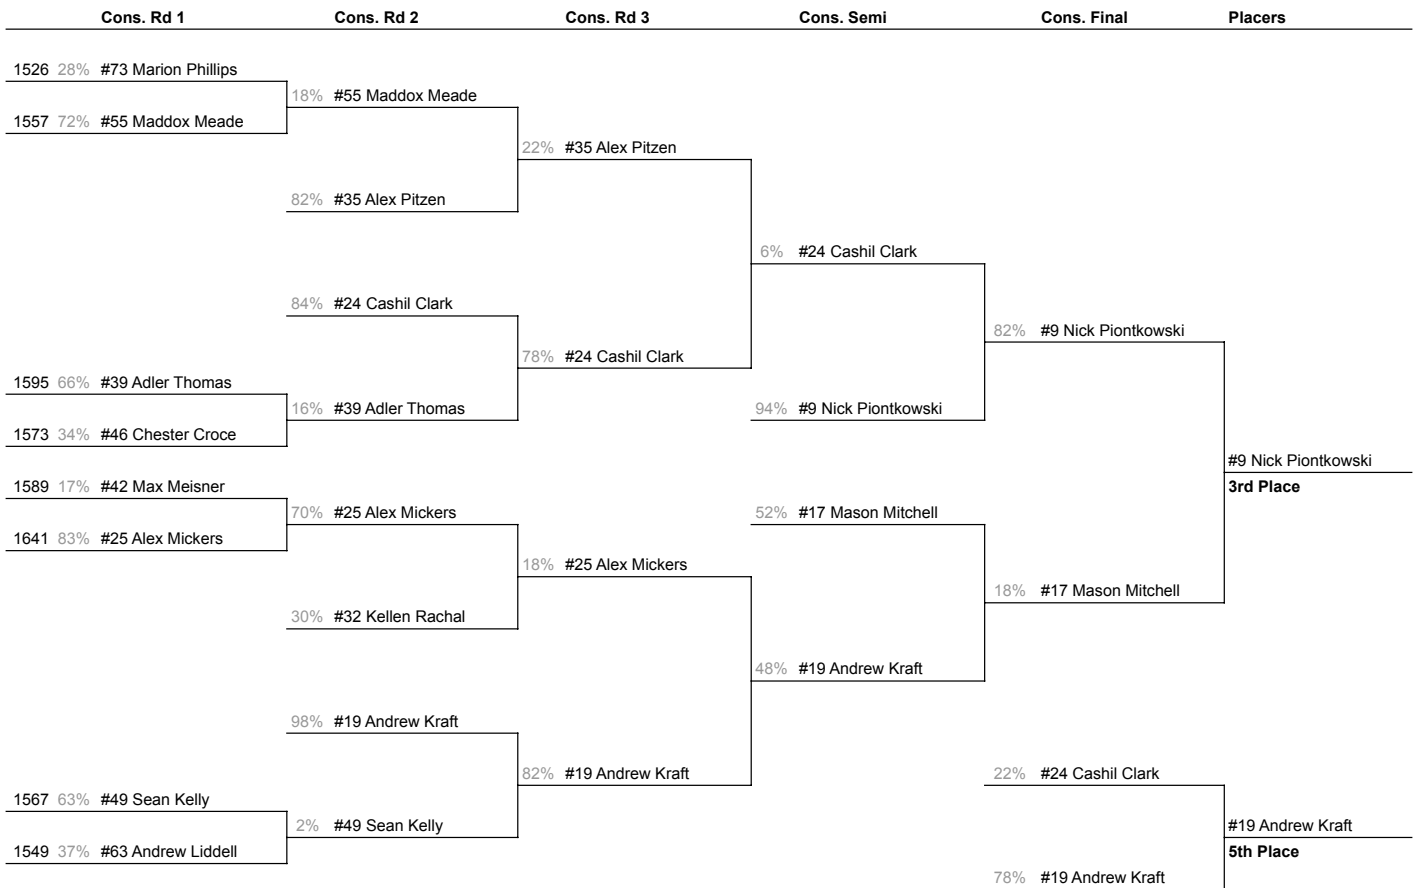 Cons. Rd 1 Cons. Rd 2 Cons. Rd 3 Cons. Semi Cons. Final Placers
1526 28% #73 Marion Phillips
18% #55 Maddox Meade
1557 72% #55 Maddox Meade
22% #35 Alex Pitzen
82% #35 Alex Pitzen
6% #24 Cashil Clark
84% #24 Cashil Clark
82% #9 Nick Piontkowski
78% #24 Cashil Clark
1595 66% #39 Adler Thomas
16% #39 Adler Thomas
94% #9 Nick Piontkowski
1573 34% #46 Chester Croce
#9 Nick Piontkowski
1589 17% #42 Max Meisner
3rd Place
70% #25 Alex Mickers
52% #17 Mason Mitchell
1641 83% #25 Alex Mickers
18% #25 Alex Mickers
18% #17 Mason Mitchell
30% #32 Kellen Rachal
48% #19 Andrew Kraft
98% #19 Andrew Kraft
82% #19 Andrew Kraft
22% #24 Cashil Clark
1567 63% #49 Sean Kelly
2% #49 Sean Kelly
#19 Andrew Kraft
1549 37% #63 Andrew Liddell
5th Place
78% #19 Andrew Kraft